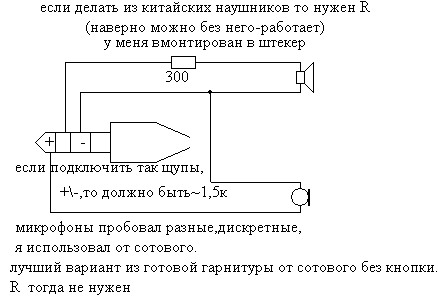 если делать из китайских наушников то нужен R
(наверно можно без него-работает)
у меня вмонтирован в штекер
300
+ -
если подключить так щупы,
+\-,то должно быть~1,5к
микрофоны пробовал разные,дискретные,
я использовал от сотового.
лучший вариант из готовой гарнитуры от сотового без кнопки.
R тогда не нужен